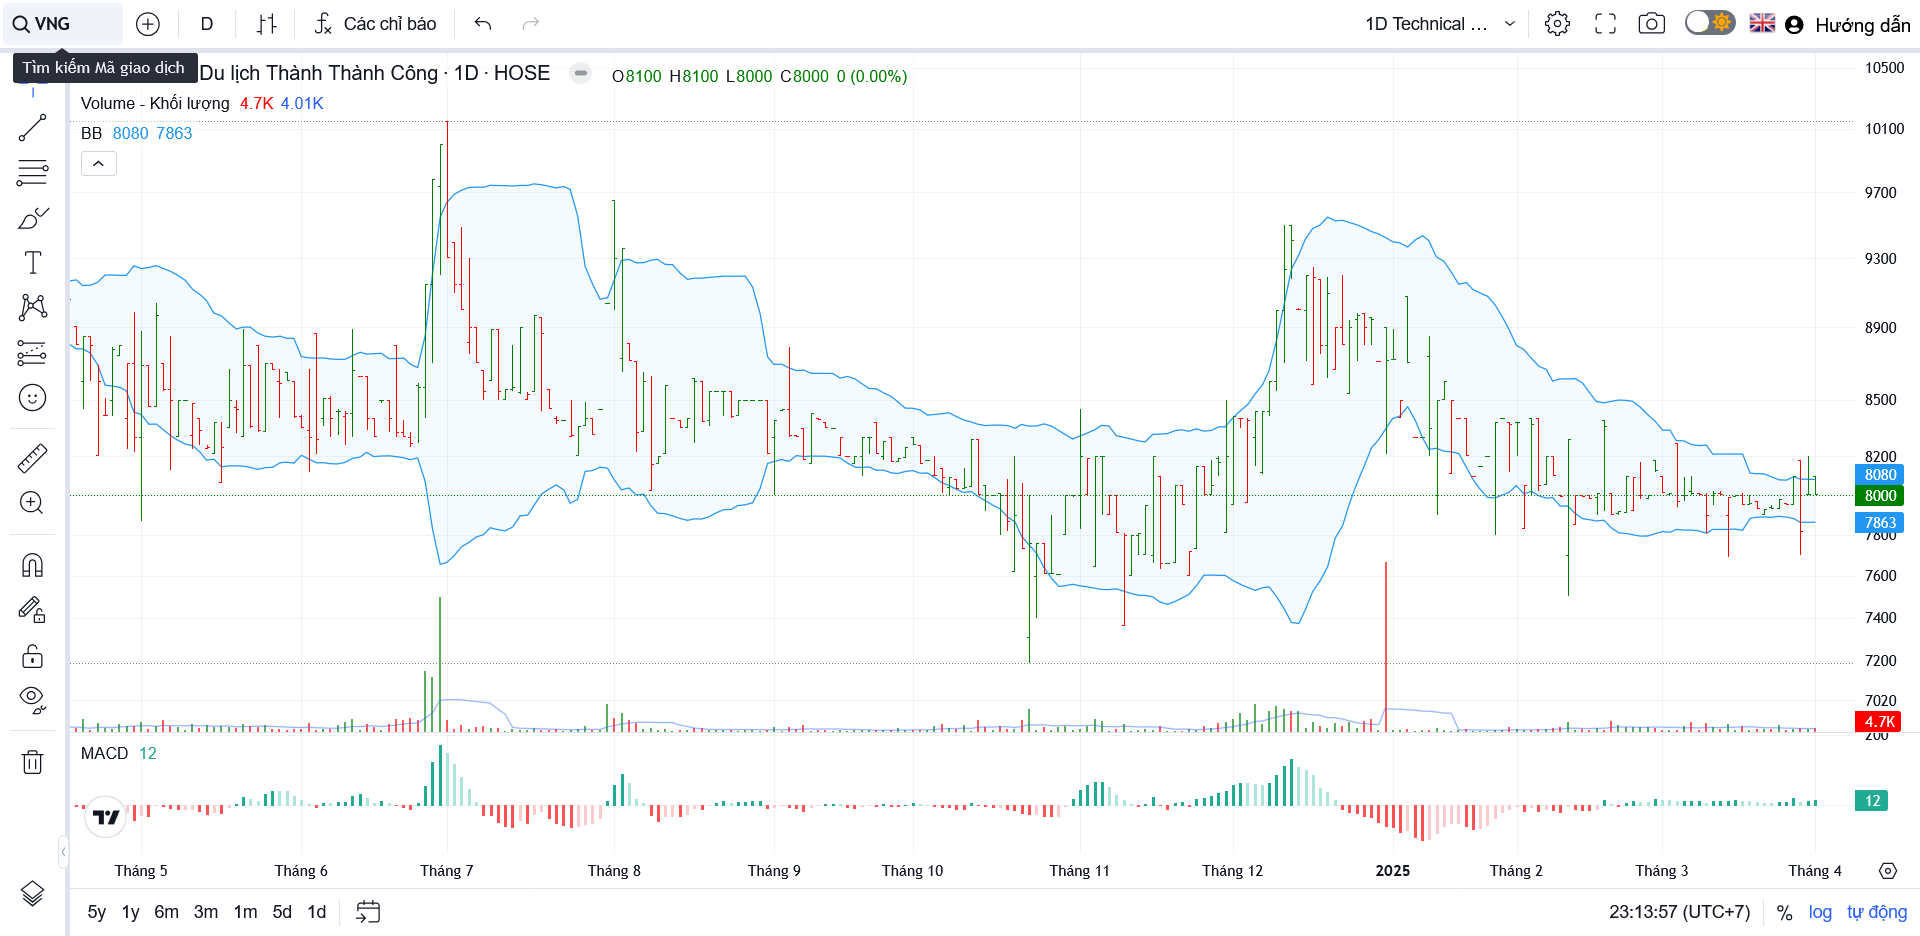 VNG
D
Các chỉ báo
1D Technical ...
Hướng dẫn
Tìm kiếm Mã giao dịch
Du lịch Thành Thành Công · 1D · HOSE
O8100 H8100 L8000 C8000 0 (0.00%)
Volume - Khối lượng 4.7K 4.01K
BB 8080 7863
10500
10100
9700
9300
8900
8500
8200
8080
8000
7863
7800
7600
7400
7200
7020
4.7K
200
MACD 12
12
Tháng 5 Tháng 6 Tháng 7 Tháng 8 Tháng 9 Tháng 10 Tháng 11 Tháng 12 2025 Tháng 2 Tháng 3 Tháng 4
5y 1y 6m 3m 1m 5d 1d
23:13:57 (UTC+7) % log tự động